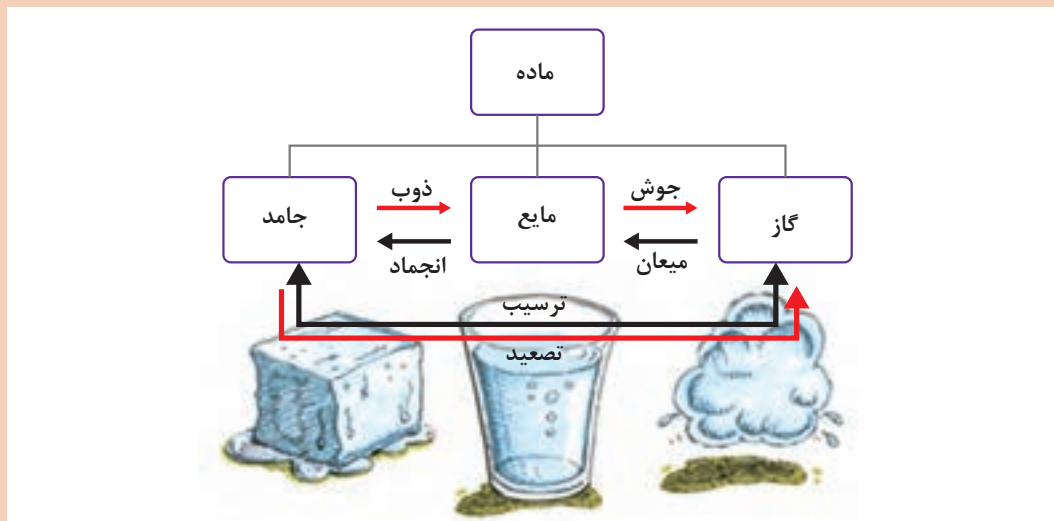 ماده
گاز
جوش
میعان
مایع
ذوب
انجماد
جامد
ترسیب
تصعید